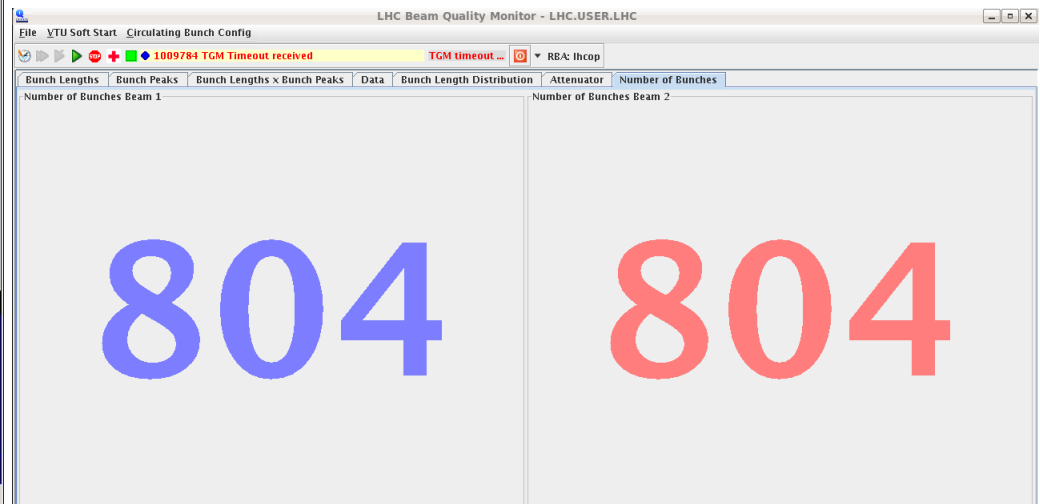 LHC Beam Quality Monitor - LHC.USER.LHC
File VTU Soft Start Circulating Bunch Config
STOP 1009784 TGM Timeout received TGM timeout ... RBA: lhcop
Bunch Lengths Bunch Peaks Bunch Lengths x Bunch Peaks Data Bunch Length Distribution Attenuator Number of Bunches
Number of Bunches Beam 1 Number of Bunches Beam 2
804 804